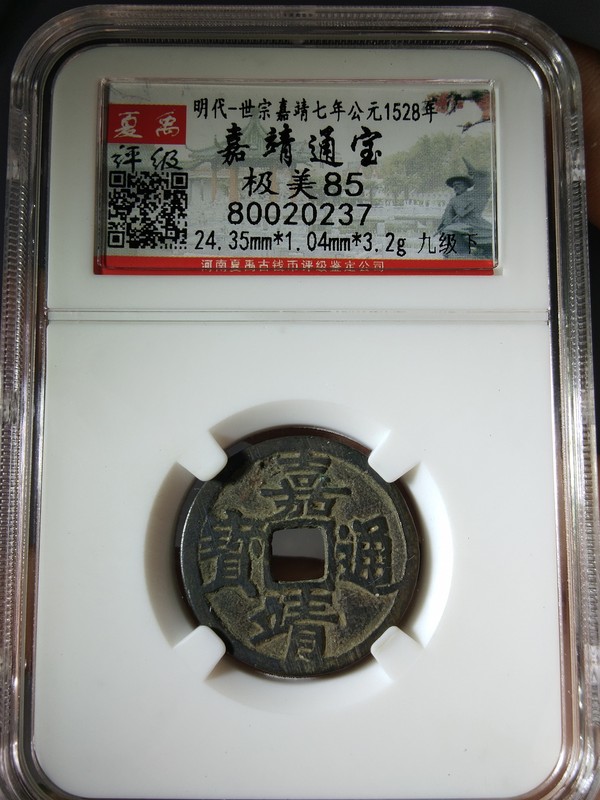 夏禹
评级
明代-世宗嘉靖七年公元1528年
嘉靖通宝
极美85
80020237
24.35mm*1.04mm*3.2g 九级下
河南夏禹古钱币评级鉴定公司
嘉
寶 通
靖